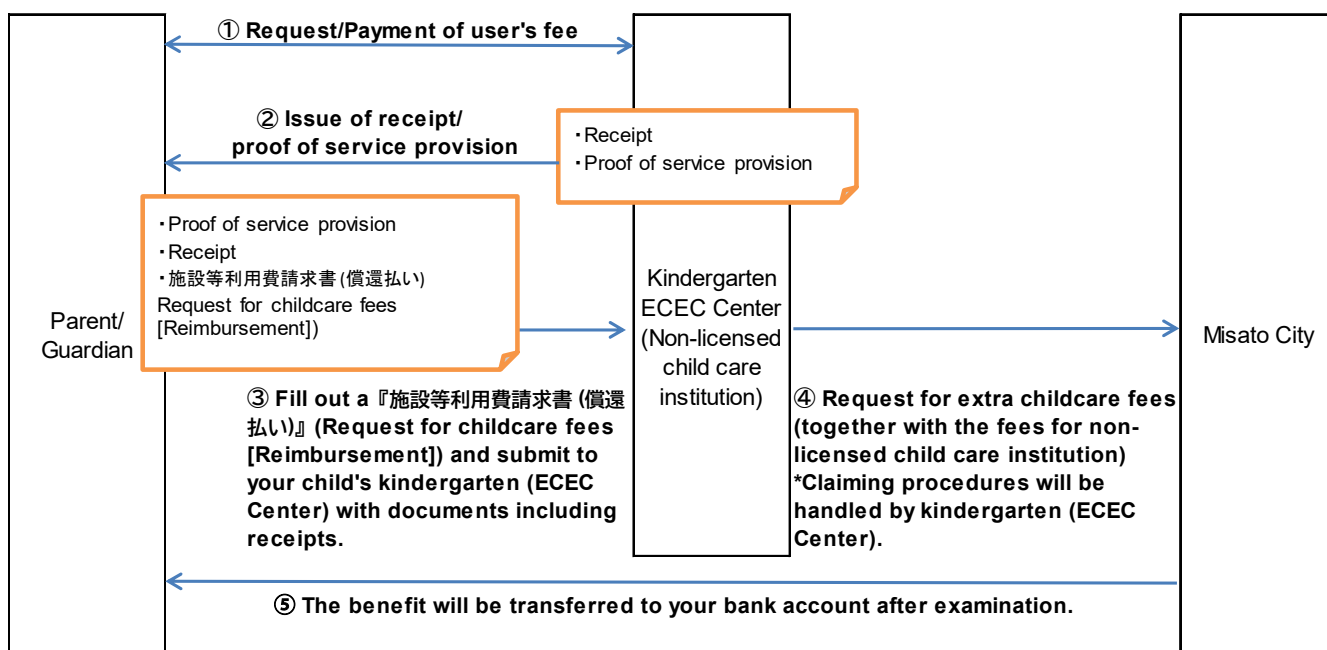 ① Request/Payment of user's fee
② Issue of receipt/
proof of service provision
・Receipt
・Proof of service provision
・Proof of service provision
・Receipt
・施設等利用費請求書(償還払い)
Request for childcare fees
[Reimbursement])
Parent/
Guardian
Kindergarten
ECEC Center
(Non-licensed
child care
institution)
Misato City
③ Fill out a『施設等利用費請求書 (償還
払い)』(Request for childcare fees
[Reimbursement]) and submit to
your child's kindergarten (ECEC
Center) with documents including
receipts.
④ Request for extra childcare fees
(together with the fees for non-
licensed child care institution)
*Claiming procedures will be
handled by kindergarten (ECEC
Center).
⑤ The benefit will be transferred to your bank account after examination.